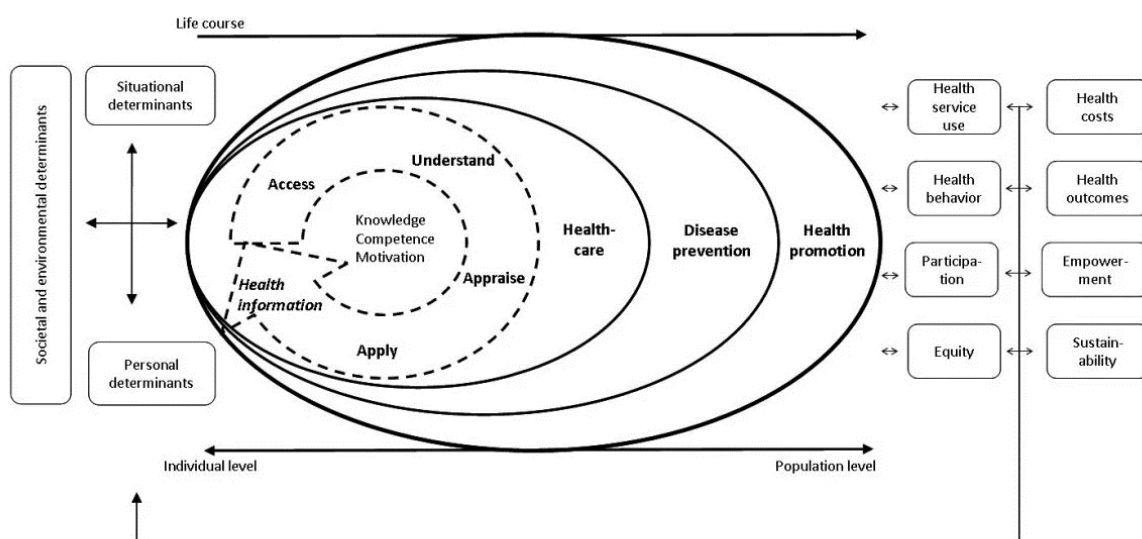 Life course
Societal and environmental determinants
Situational
determinants
Personal
determinants
Access
Understand
Knowledge
Competence
Motivation
Health
information
Appraise
Apply
Health-
care
Disease
prevention
Health
promotion
Health
service
use
Health
costs
Health
behavior
Health
outcomes
Participa-
tion
Empower-
ment
Equity
Sustain-
ability
Individual level
Population level